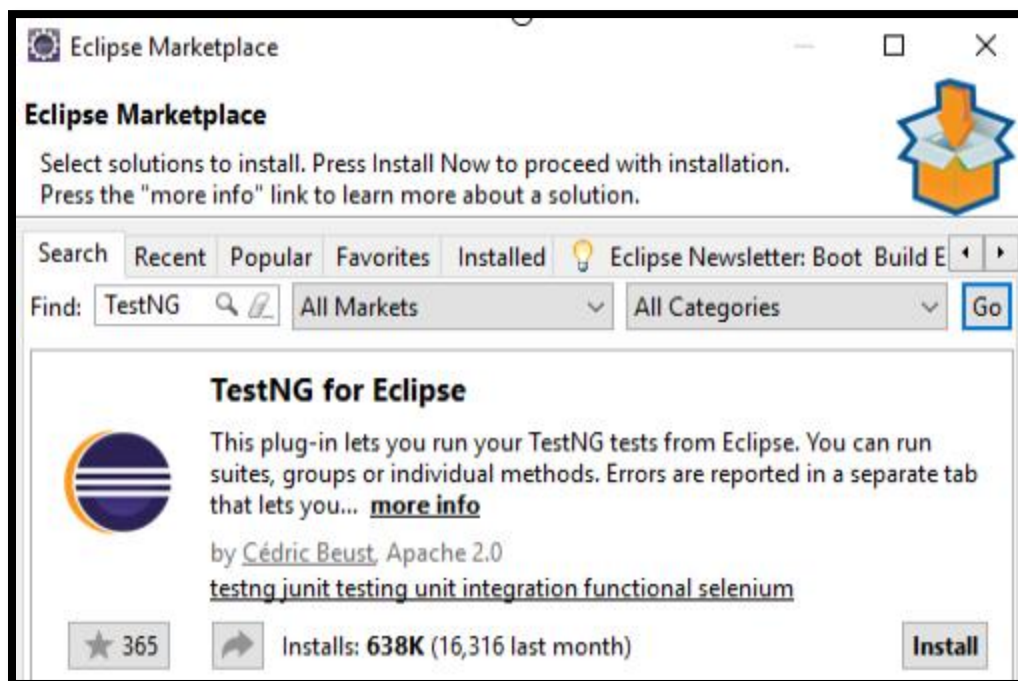 Eclipse Marketplace
Eclipse Marketplace
Select solutions to install. Press Install Now to proceed with installation.
Press the "more info" link to learn more about a solution.
Search Recent Popular Favorites Installed Eclipse Newsletter: Boot Build E
Find: TestNG All Markets All Categories Go
TestNG for Eclipse
This plug-in lets you run your TestNG tests from Eclipse. You can run
suites, groups or individual methods. Errors are reported in a separate tab
that lets you... more info
by Cédric Beust, Apache 2.0
testng junit testing unit integration functional selenium
365 Installs: 638K (16,316 last month) Install